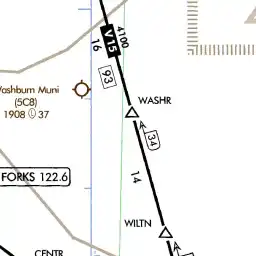 4100
V15
16
93
Washburn Muni
(5C8)
1908 37
WASHR
34
14
FORKS 122.6
WILTN
CENTR